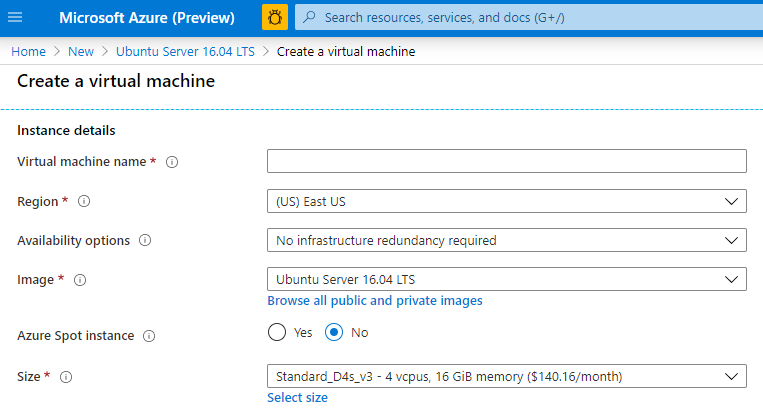 Microsoft Azure (Preview) Search resources, services, and docs (G+/)
Home > New > Ubuntu Server 16.04 LTS > Create a virtual machine
Create a virtual machine
Instance details
Virtual machine name *
Region * (US) East US
Availability options No infrastructure redundancy required
Image * Ubuntu Server 16.04 LTS
Browse all public and private images
Azure Spot instance Yes No
Size * Standard_D4s_v3 - 4 vcpus, 16 GiB memory ($140.16/month)
Select size